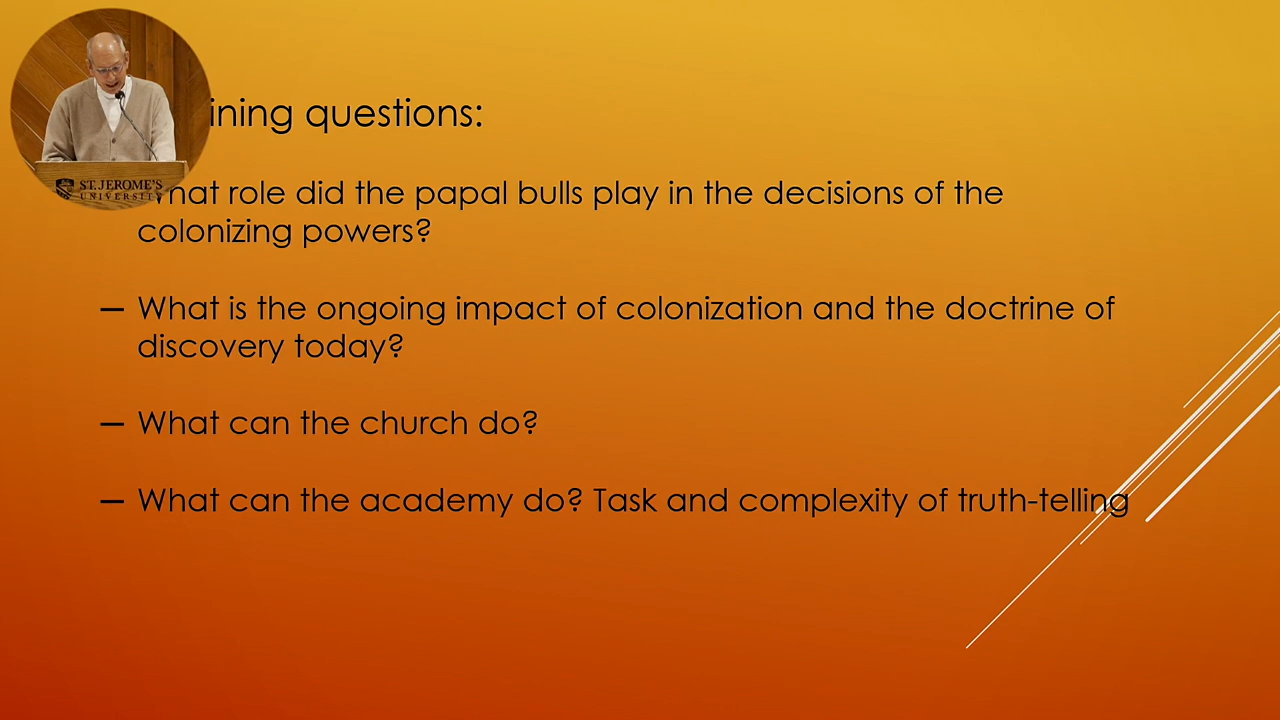 ining questions:
hat role did the papal bulls play in the decisions of the
colonizing powers?
— What is the ongoing impact of colonization and the doctrine of
discovery today?
— What can the church do?
— What can the academy do? Task and complexity of truth-telling
ST. JEROME'S
UNIVERSITY